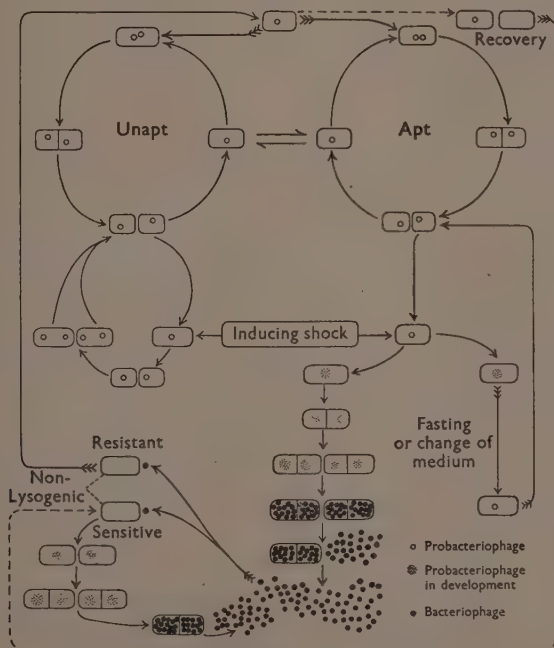 Recovery
Unapt
Apt
Inducing shock
Fasting
or change of
medium
Resistant
Non-
Lysogenic
Sensitive
Probacteriophage
Probacteriophage
in development
Bacteriophage